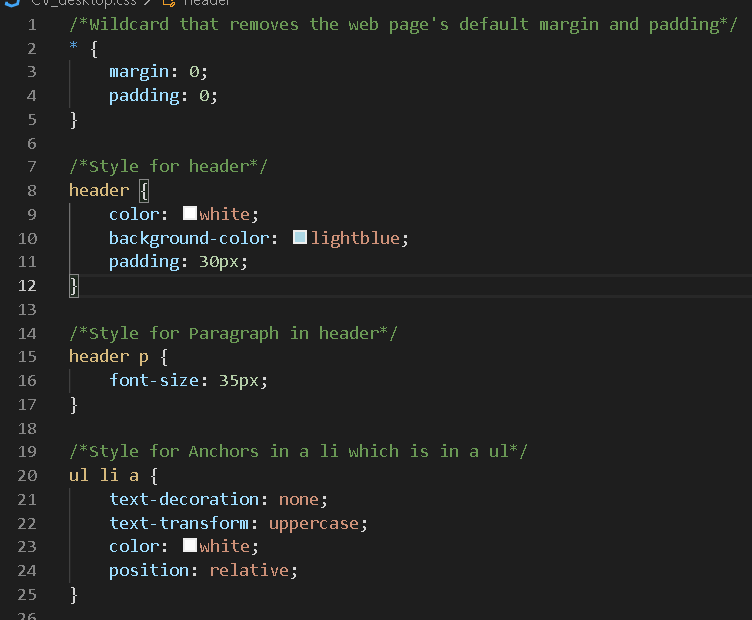 CV_desktop.css > header
1 /*Wildcard that removes the web page's default margin and padding*/
2 * {
3     margin: 0;
4     padding: 0;
5 }
6
7 /*Style for header*/
8 header {
9     color: white;
10     background-color: lightblue;
11     padding: 30px;
12 }
13
14 /*Style for Paragraph in header*/
15 header p {
16     font-size: 35px;
17 }
18
19 /*Style for Anchors in a li which is in a ul*/
20 ul li a {
21     text-decoration: none;
22     text-transform: uppercase;
23     color: white;
24     position: relative;
25 }
26